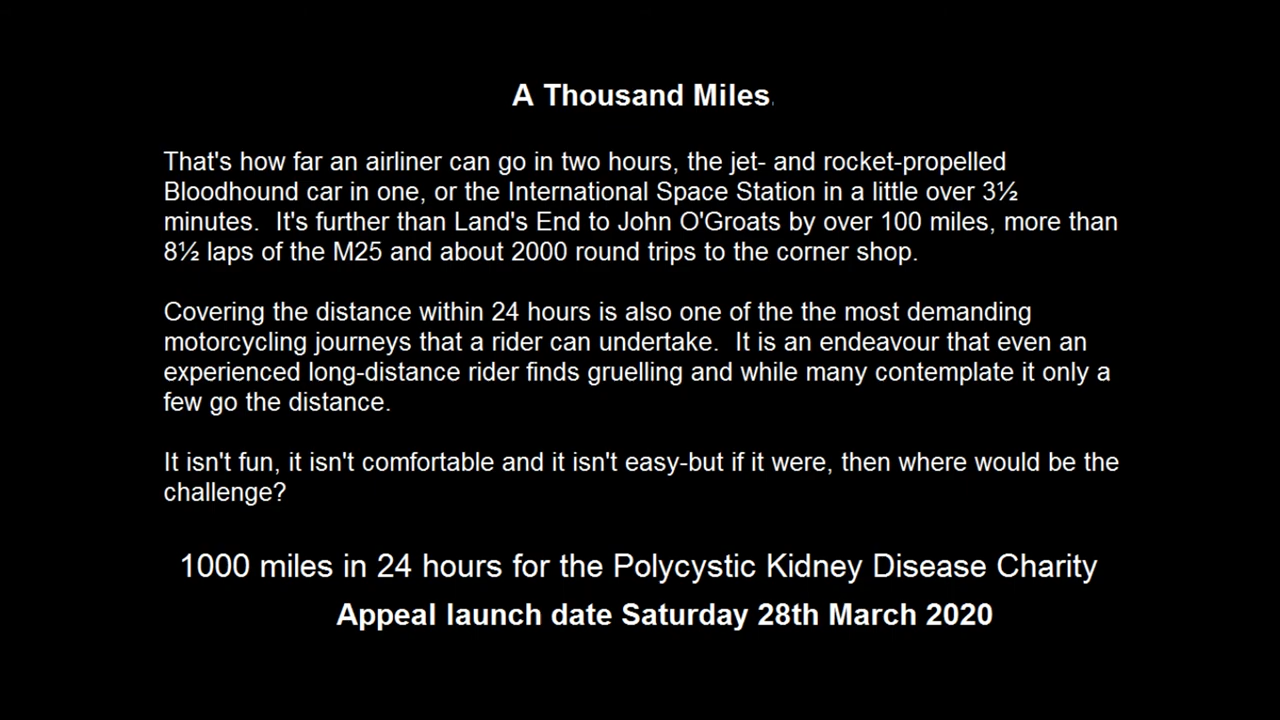 A Thousand Miles.
That's how far an airliner can go in two hours, the jet- and rocket-propelled
Bloodhound car in one, or the International Space Station in a little over 3½
minutes.  It's further than Land's End to John O'Groats by over 100 miles, more than
8½ laps of the M25 and about 2000 round trips to the corner shop.
Covering the distance within 24 hours is also one of the the most demanding
motorcycling journeys that a rider can undertake.  It is an endeavour that even an
experienced long-distance rider finds gruelling and while many contemplate it only a
few go the distance.
It isn't fun, it isn't comfortable and it isn't easy-but if it were, then where would be the
challenge?
1000 miles in 24 hours for the Polycystic Kidney Disease Charity
Appeal launch date Saturday 28th March 2020